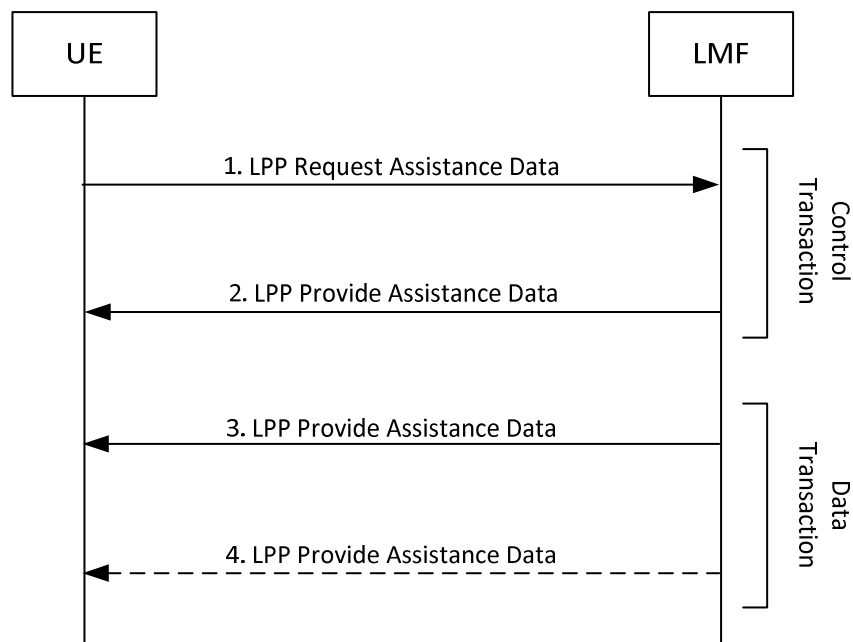 UE
LMF
1. LPP Request Assistance Data
2. LPP Provide Assistance Data
Control
Transaction
3. LPP Provide Assistance Data
4. LPP Provide Assistance Data
Data
Transaction